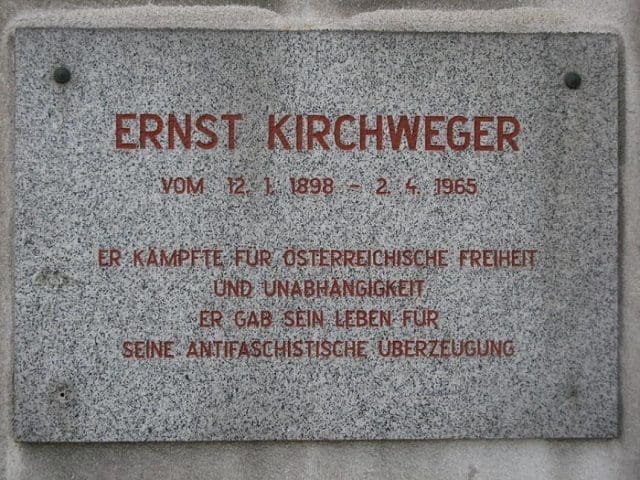 ERNST KIRCHWEGER
VOM 12. 1. 1898 - 2. 4. 1965
ER KÄMPFTE FÜR ÖSTERREICHISCHE FREIHEIT
UND UNABHÄNGIGKEIT
ER GAB SEIN LEBEN FÜR
SEINE ANTIFASCHISTISCHE ÜBERZEUGUNG